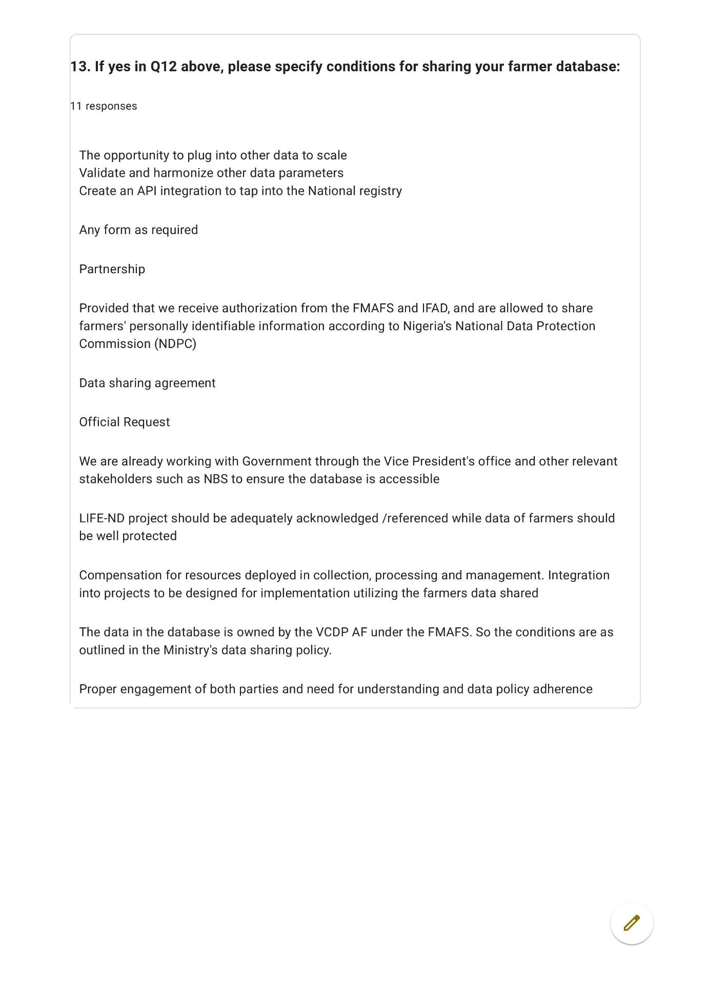 13. If yes in Q12 above, please specify conditions for sharing your farmer database:
11 responses
The opportunity to plug into other data to scale
Validate and harmonize other data parameters
Create an API integration to tap into the National registry
Any form as required
Partnership
Provided that we receive authorization from the FMAFS and IFAD, and are allowed to share
farmers' personally identifiable information according to Nigeria's National Data Protection
Commission (NDPC)
Data sharing agreement
Official Request
We are already working with Government through the Vice President's office and other relevant
stakeholders such as NBS to ensure the database is accessible
LIFE-ND project should be adequately acknowledged /referenced while data of farmers should
be well protected
Compensation for resources deployed in collection, processing and management. Integration
into projects to be designed for implementation utilizing the farmers data shared
The data in the database is owned by the VCDP AF under the FMAFS. So the conditions are as
outlined in the Ministry's data sharing policy.
Proper engagement of both parties and need for understanding and data policy adherence